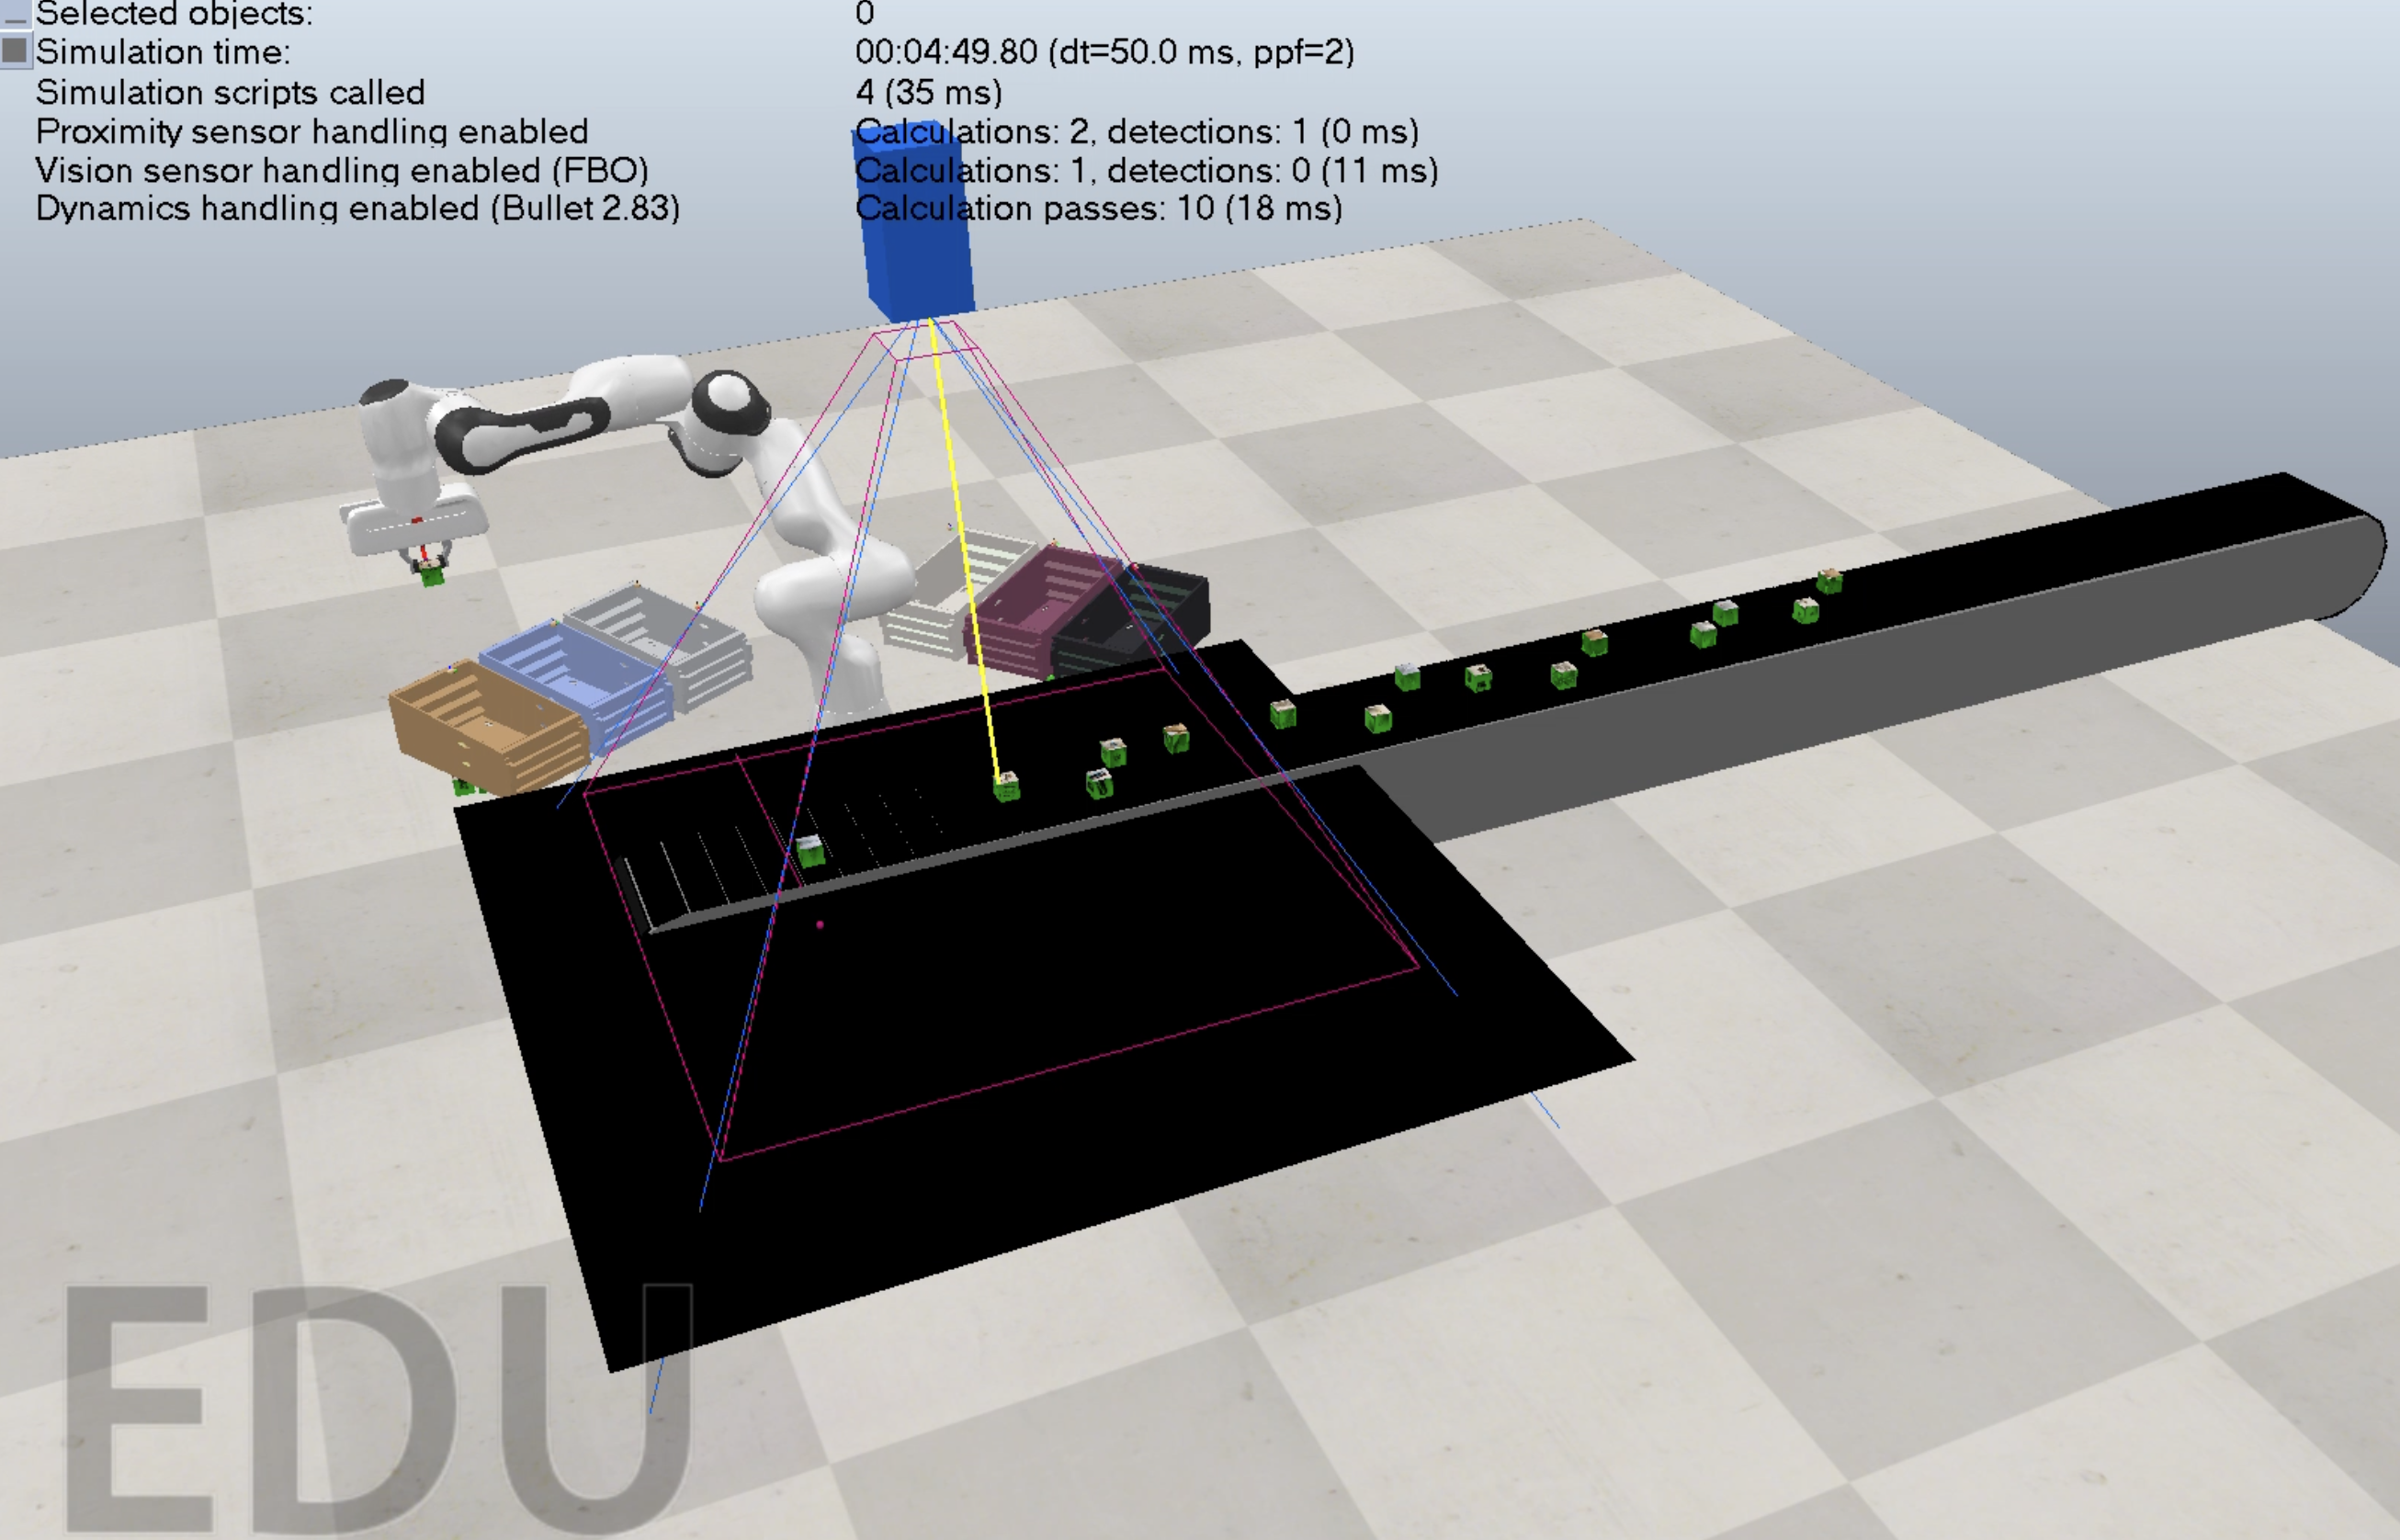 Selected objects: 0
Simulation time: 00:04:49.80 (dt=50.0 ms, ppf=2)
Simulation scripts called 4 (35 ms)
Proximity sensor handling enabled Calculations: 2, detections: 1 (0 ms)
Vision sensor handling enabled (FBO) Calculations: 1, detections: 0 (11 ms)
Dynamics handling enabled (Bullet 2.83) Calculation passes: 10 (18 ms)
EDU